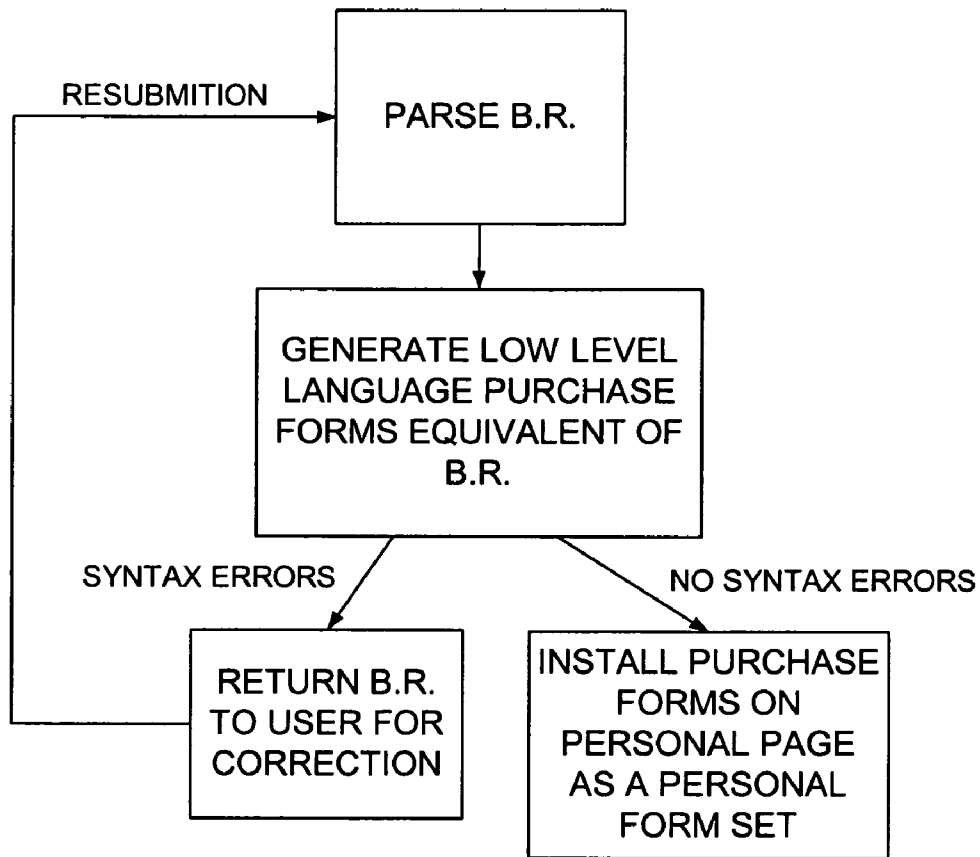 RESUBMITION
PARSE B.R.
GENERATE LOW LEVEL
LANGUAGE PURCHASE
FORMS EQUIVALENT OF
B.R.
SYNTAX ERRORS
NO SYNTAX ERRORS
RETURN B.R.
TO USER FOR
CORRECTION
INSTALL PURCHASE
FORMS ON
PERSONAL PAGE
AS A PERSONAL
FORM SET